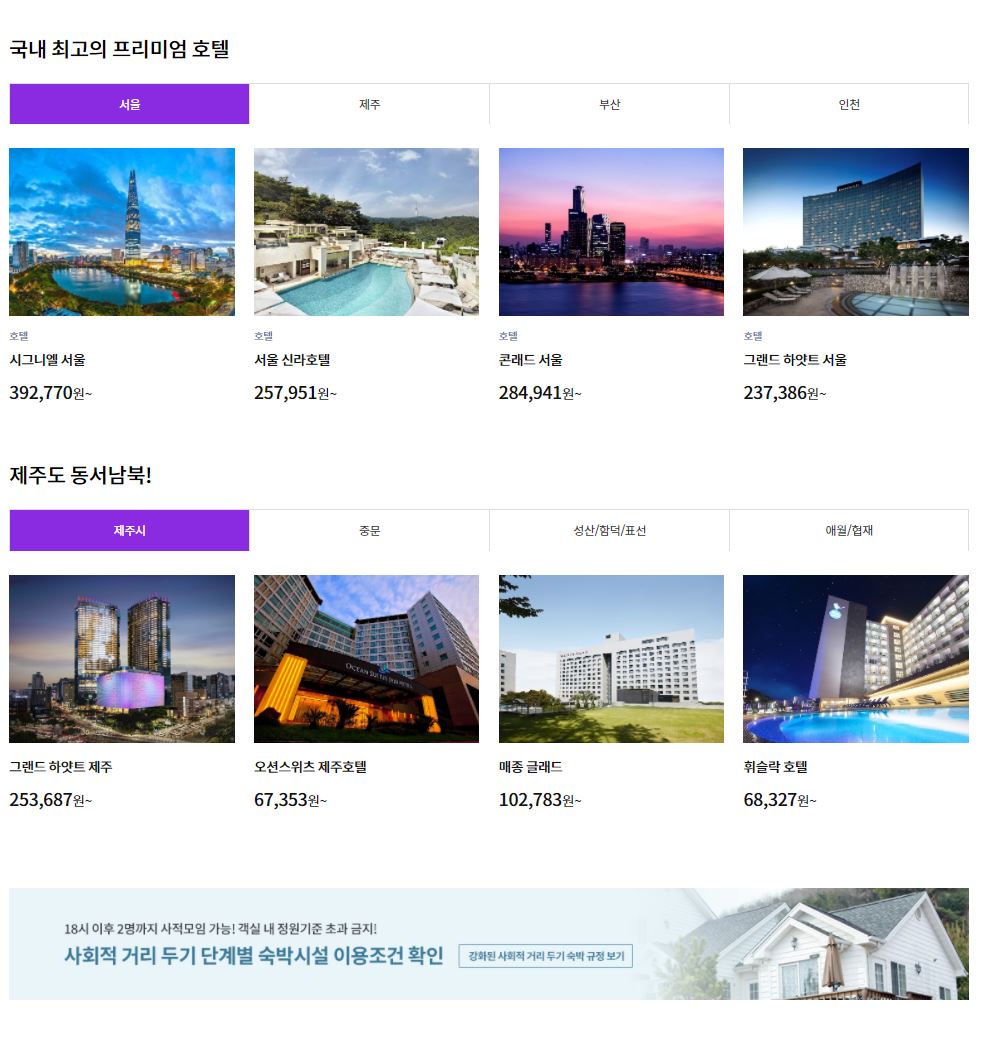 국내 최고의 프리미엄 호텔
서울
제주
부산
인천
호텔
호텔
호텔
호텔
시그니엘 서울
서울 신라호텔
콘래드 서울
그랜드 하얏트 서울
392,770원~
257,951원~
284,941원~
237,386원~
제주도 동서남북!
제주시
중문
성산/함덕/표선
애월/협재
OCEAN SUITES JEJU HOTEL
그랜드 하얏트 제주
오션스위츠 제주호텔
메종 글래드
휘슬락 호텔
253,687원~
67,353원~
102,783원~
68,327원~
18시 이후 2명까지 사적모임 가능! 객실 내 정원기준 초과 금지!
사회적 거리 두기 단계별 숙박시설 이용조건 확인
강화된 사회적 거리 두기 숙박 규정 보기